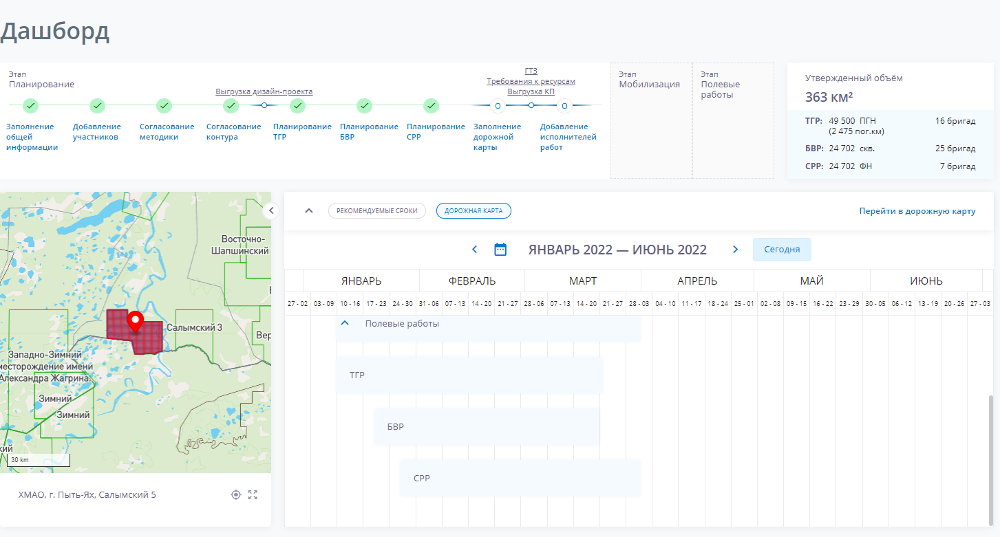 Дашборд
Этап
Планирование
Выгрузка дизайн-проекта
ГТЗ
Требования к ресурсам
Выгрузка КП
Заполнение
общей
информации
Добавление
участников
Согласование
методики
Согласование
контура
Планирование
ТГР
Планирование
БВР
Планирование
СРР
Заполнение
дорожной
карты
Добавление
исполнителей
работ
Этап
Мобилизация
Этап
Полевые
работы
Утвержденный объём
363 км²
ТГР: 49 500 ПГН 16 бригад
(2 475 пог.км)
БВР: 24 702 скв. 25 бригад
СРР: 24 702 ФН 7 бригад
Восточно-
Шапшинский
Салымский 3
Вер
Западно-Зимний
месторождение имени
Александра Жагрина.
Зимний
Зимний
кий
30 km
ХМАО, г. Пыть-Ях, Салымский 5
РЕКОМЕНДУЕМЫЕ СРОКИ ДОРОЖНАЯ КАРТА Перейти в дорожную карту
ЯНВАРЬ 2022 — ИЮНЬ 2022 Сегодня
ЯНВАРЬ ФЕВРАЛЬ МАРТ АПРЕЛЬ МАЙ ИЮНЬ
27 - 02 03 - 09 10 - 16 17 - 23 24 - 30 31 - 06 07 - 13 14 - 20 21 - 27 28 - 06 07 - 13 14 - 20 21 - 27 28 - 03 04 - 10 11 - 17 18 - 24 25 - 01 02 - 08 09 - 15 16 - 22 23 - 29 30 - 05 06 - 12 13 - 19 20 - 26 27 - 03
Полевые работы
ТГР
БВР
СРР